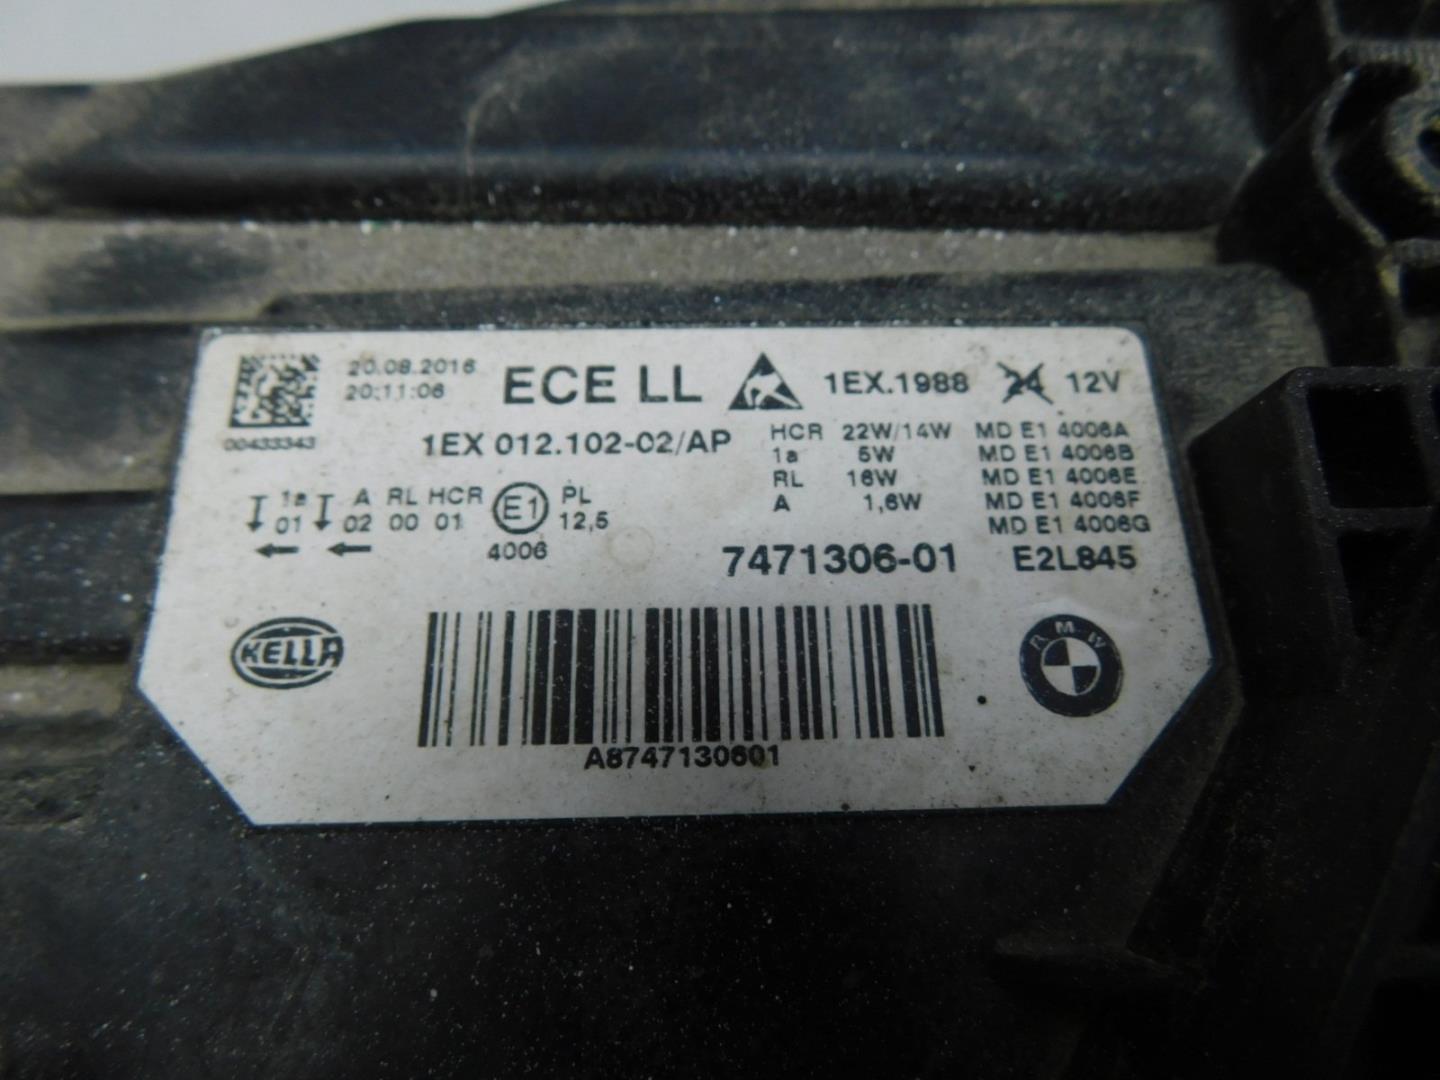 20.08.2016
20:11:06
ECE LL
1EX.1988 24 12V
00433343
1EX 012.102-02/AP
HCR 22W/14W MD E1 4006A
1a 5W MD E1 4006B
RL 16W MD E1 4006E
A 1,6W MD E1 4006F
MD E1 4006G
1a A RL HCR E1 PL
01 02 00 01 12,5
4006
7471306-01 E2L845
HELLA
BMW
A8747130601